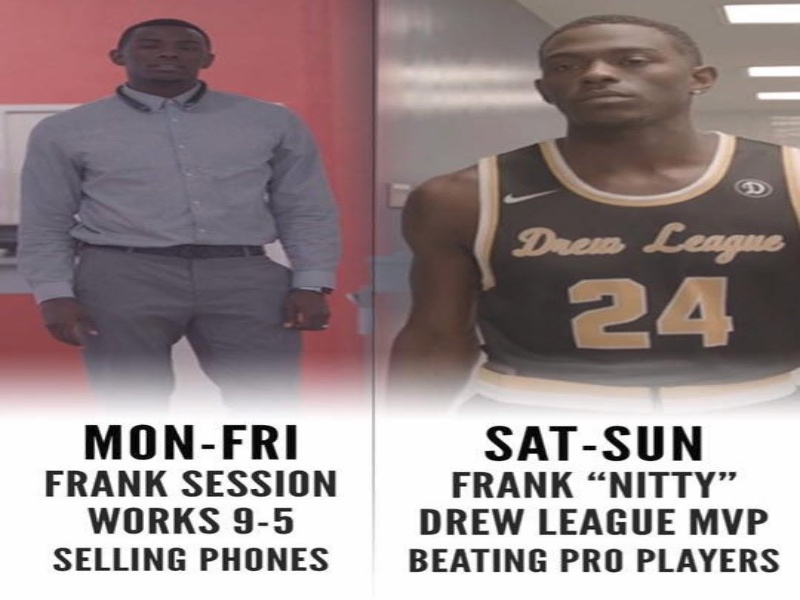 MON-FRI
FRANK SESSION
WORKS 9-5
SELLING PHONES
D
Drew League
24
SAT-SUN
FRANK “NITTY”
DREW LEAGUE MVP
BEATING PRO PLAYERS